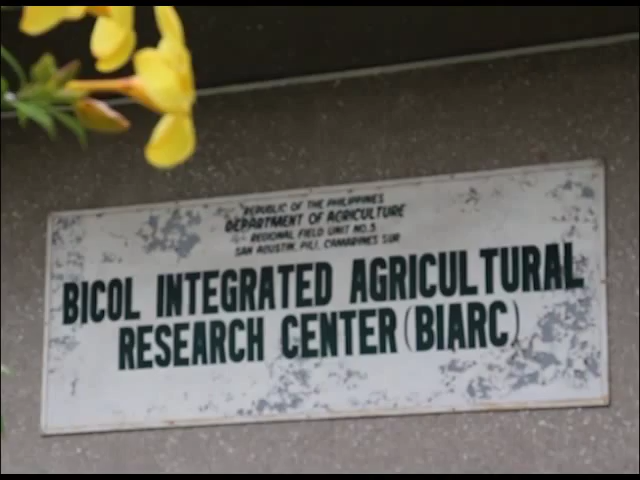 REPUBLIC OF THE PHILIPPINES
DEPARTMENT OF AGRICULTURE
REGIONAL FIELD UNIT NO.5
SAN AGUSTIN, PILI, CAMARINES SUR
BICOL INTEGRATED AGRICULTURAL
RESEARCH CENTER (BIARC)